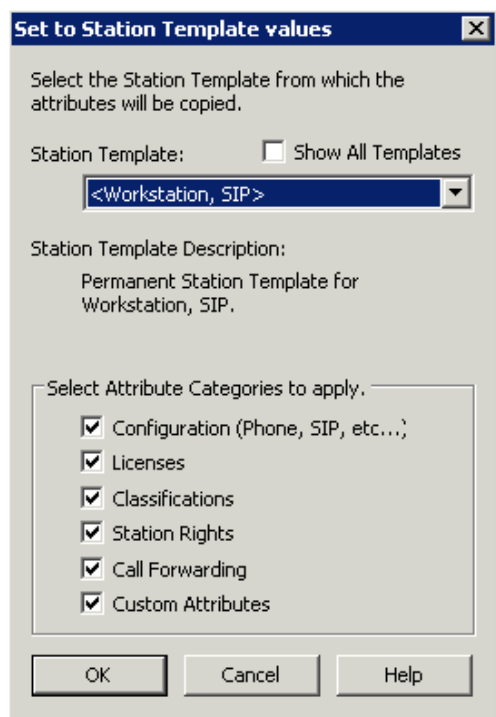 Set to Station Template values
Select the Station Template from which the
attributes will be copied.
Station Template: Show All Templates
<Workstation, SIP>
Station Template Description:
Permanent Station Template for
Workstation, SIP.
Select Attribute Categories to apply.
Configuration (Phone, SIP, etc...)
Licenses
Classifications
Station Rights
Call Forwarding
Custom Attributes
OK Cancel Help